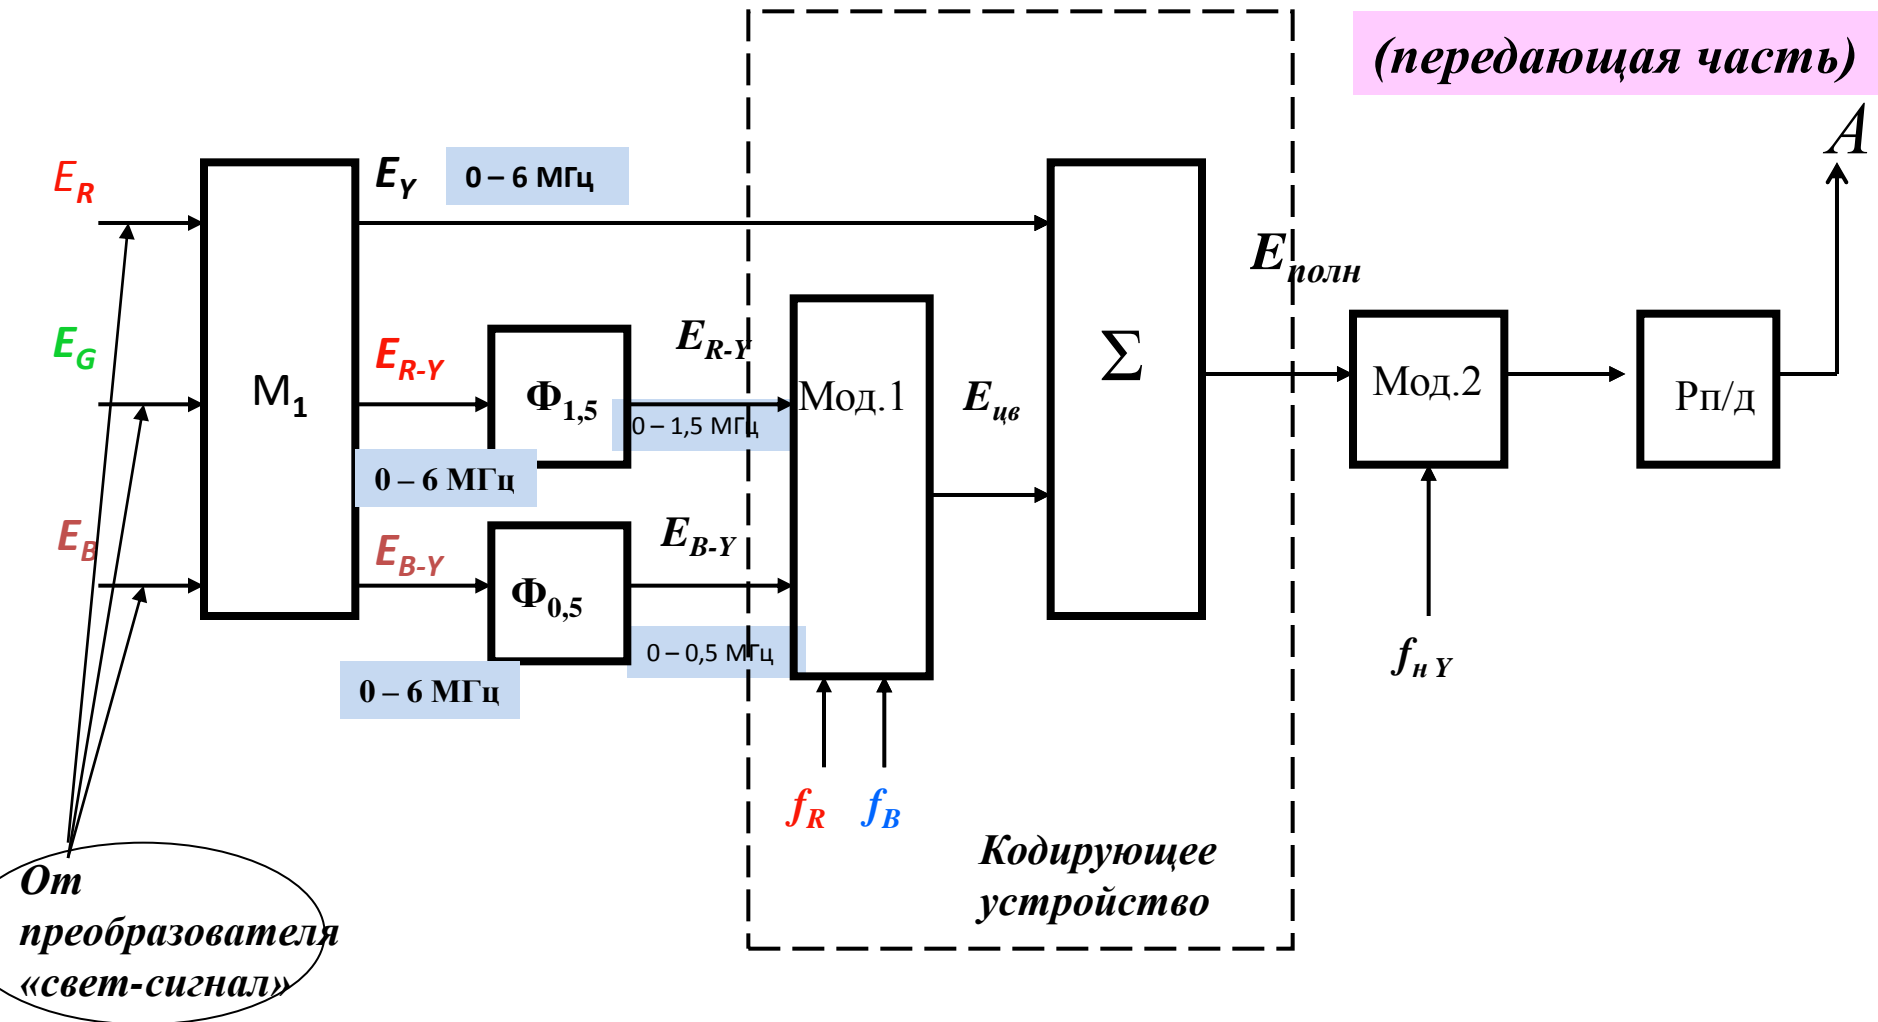 (передающая часть)
A
E_R
E_Y
0 – 6 МГц
E_полн
E_G
E_R-Y
E_R-Y
M_1
Ф_1,5
0 – 1,5 МГц
Мод.1
E_цв
Σ
Мод.2
Рп/д
0 – 6 МГц
E_B
E_B-Y
E_B-Y
Ф_0,5
0 – 0,5 МГц
0 – 6 МГц
f_н Y
f_R
f_B
Кодирующее
устройство
От
преобразователя
«свет-сигнал»